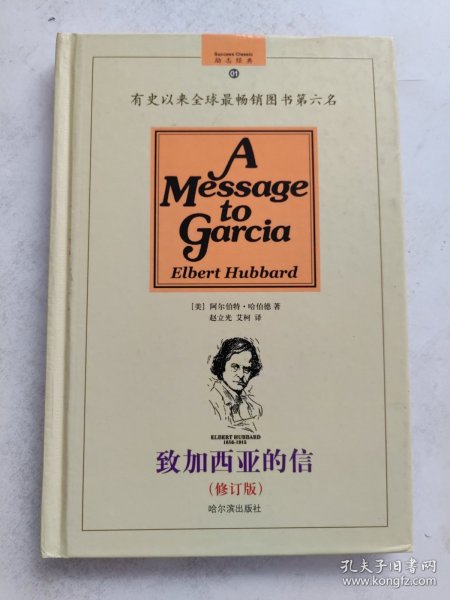 Success Classic
励志经典
01
有史以来全球最畅销图书第六名
A
Message
to
Garcia
Elbert Hubbard
[美] 阿尔伯特·哈伯德 著
赵立光 艾柯 译
ELBERT HUBBARD
1856-1915
致加西亚的信
(修订版)
哈尔滨出版社
孔夫子旧书网
www.kongfz.com